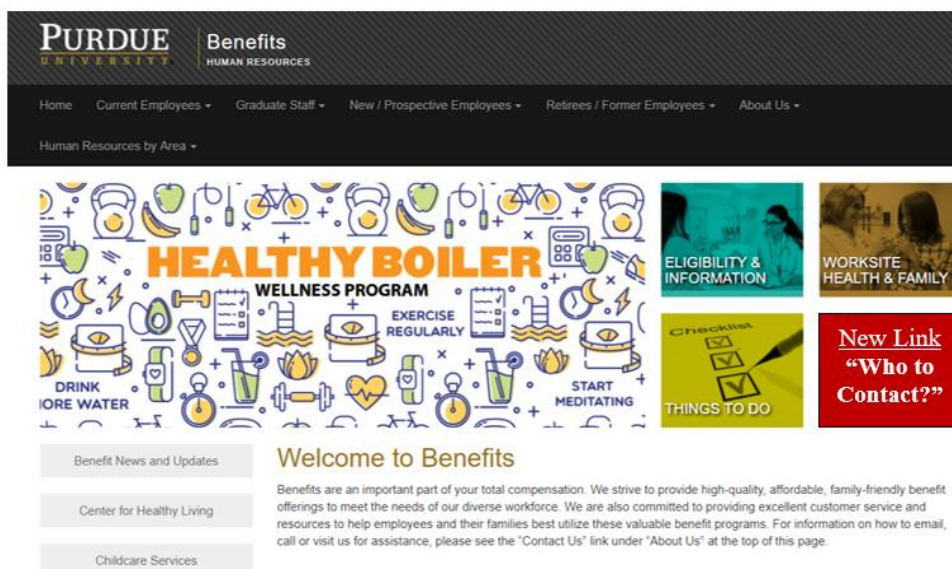 PURDUE
UNIVERSITY
Benefits
HUMAN RESOURCES
Home Current Employees Graduate Staff New / Prospective Employees Retirees / Former Employees About Us
Human Resources by Area
HEALTHY BOILER
WELLNESS PROGRAM
EXERCISE
REGULARLY
DRINK
ORE WATER
START
MEDITATING
ELIGIBILITY &
INFORMATION
WORKSITE
HEALTH & FAMILY
Checklist
THINGS TO DO
New Link
“Who to
Contact?”
Benefit News and Updates
Center for Healthy Living
Childcare Services
Welcome to Benefits
Benefits are an important part of your total compensation. We strive to provide high-quality, affordable, family-friendly benefit
offerings to meet the needs of our diverse workforce. We are also committed to providing excellent customer service and
resources to help employees and their families best utilize these valuable benefit programs. For information on how to email,
call or visit us for assistance, please see the "Contact Us" link under "About Us" at the top of this page.